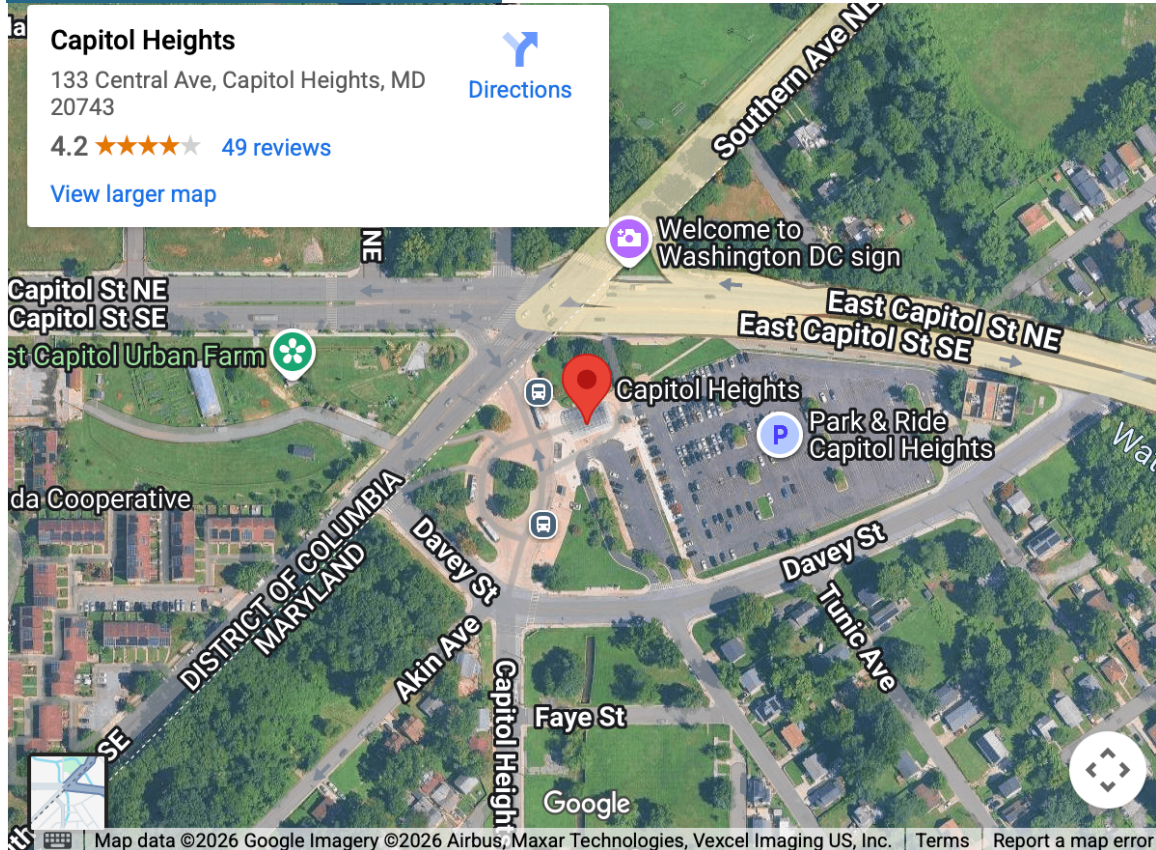 Capitol Heights
133 Central Ave, Capitol Heights, MD
20743
4.2
49 reviews
View larger map
Directions
Southern Ave NE
NE
Welcome to
Washington DC sign
Capitol St NE
Capitol St SE
East Capitol St NE
East Capitol St SE
st Capitol Urban Farm
Capitol Heights
P
Park & Ride
Capitol Heights
Wat
da Cooperative
DISTRICT OF COLUMBIA
MARYLAND
Davey St
Davey St
Tunic Ave
Akin Ave
Capitol Heights
Faye St
SE
Google
Map data ©2026 Google Imagery ©2026 Airbus, Maxar Technologies, Vexcel Imaging US, Inc.
Terms
Report a map error